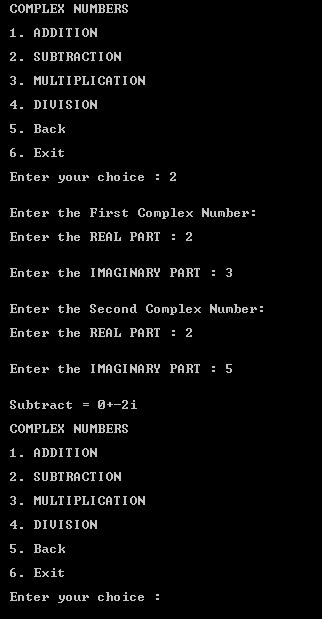 COMPLEX NUMBERS
1. ADDITION
2. SUBTRACTION
3. MULTIPLICATION
4. DIVISION
5. Back
6. Exit
Enter your choice : 2
Enter the First Complex Number:
Enter the REAL PART : 2
Enter the IMAGINARY PART : 3
Enter the Second Complex Number:
Enter the REAL PART : 2
Enter the IMAGINARY PART : 5
Subtract = 0+-2i
COMPLEX NUMBERS
1. ADDITION
2. SUBTRACTION
3. MULTIPLICATION
4. DIVISION
5. Back
6. Exit
Enter your choice :